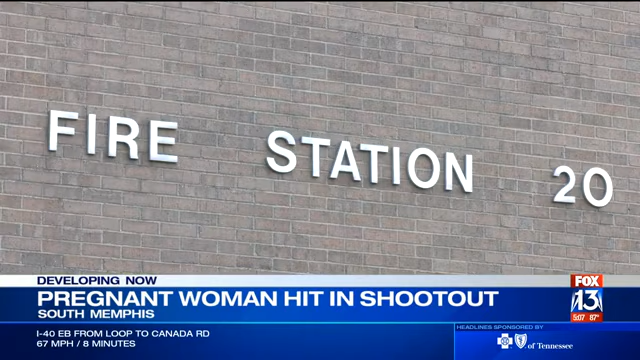 FIRE STATION 20
DEVELOPING NOW
PREGNANT WOMAN HIT IN SHOOTOUT
SOUTH MEMPHIS
FOX
13
5:07 87°
I-40 EB FROM LOOP TO CANADA RD
67 MPH / 8 MINUTES
HEADLINES SPONSORED BY
of Tennessee